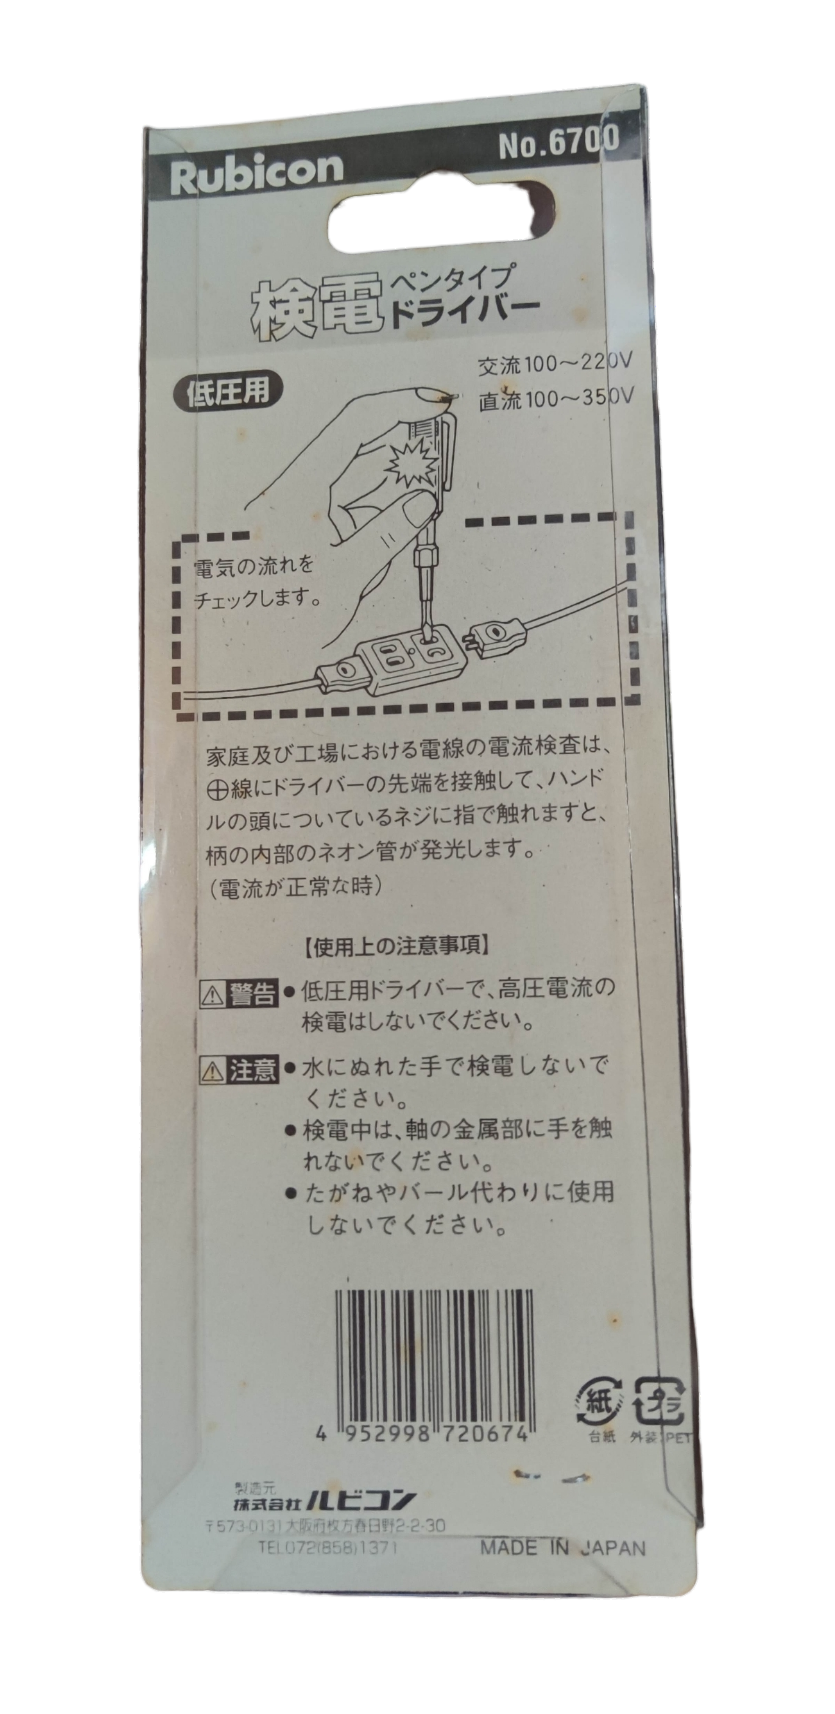 Rubicon
No.6700
検電 ペンタイプ
ドライバー
交流100～220V
低圧用
直流100～350V
電気の流れを
チェックします。
家庭及び工場における電線の電流検査は、
⊕線にドライバーの先端を接触して、ハンド
ルの頭についているネジに指で触れますと、
柄の内部のネオン管が発光します。
（電流が正常な時）
【使用上の注意事項】
⚠警告 ●低圧用ドライバーで、高圧電流の
検電はしないでください。
⚠注意 ●水にぬれた手で検電しないで
ください。
●検電中は、軸の金属部に手を触
れないでください。
●たがねやバール代わりに使用
しないでください。
4 952998 720674
紙 プラ
台紙 外装:PET
製造元
株式会社 ルビコン
〒573-0131大阪府枚方春日野2-2-30
TEL072(858)1371
MADE IN JAPAN